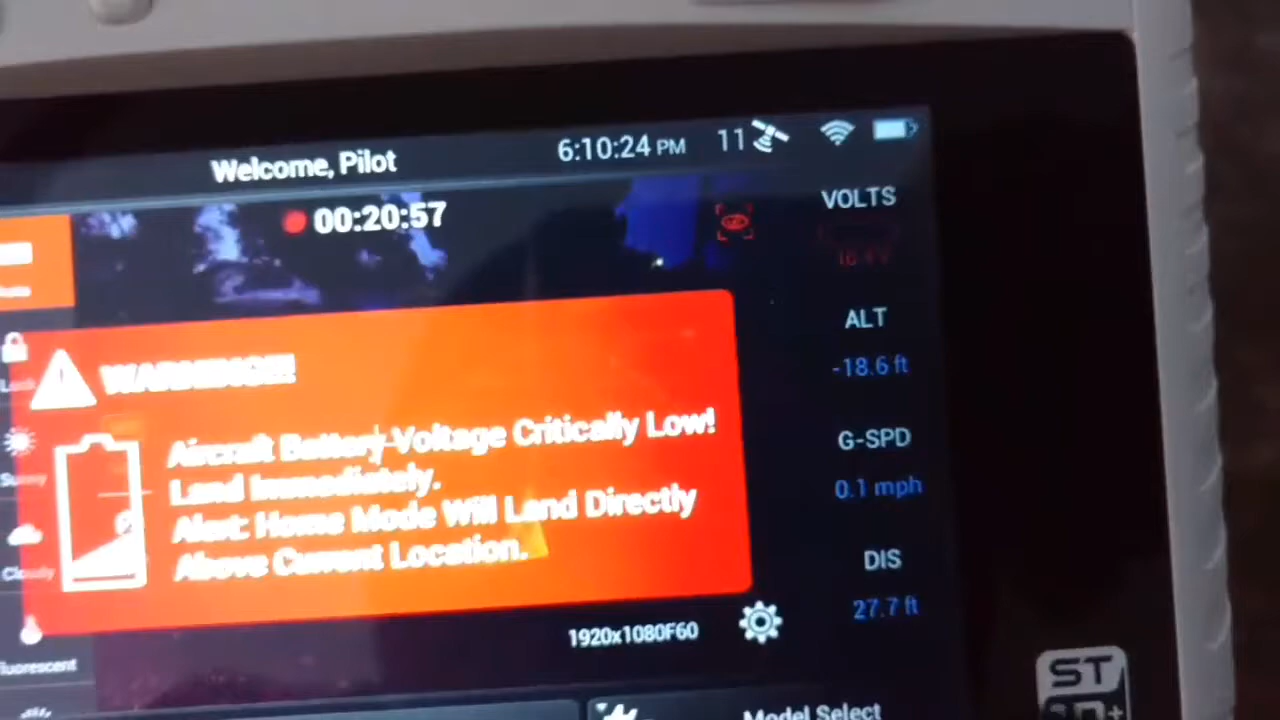 Welcome, Pilot
6:10:24 PM
11
00:20:57
VOLTS
ALT
-18.6 ft
G-SPD
0.1 mph
DIS
27.7 ft
WARNING!!!
Aircraft Battery Voltage Critically Low!
Land Immediately.
Alert: Home Mode Will Land Directly
Above Current Location.
Cloudy
fluorescent
1920x1080F60
Model Select
ST